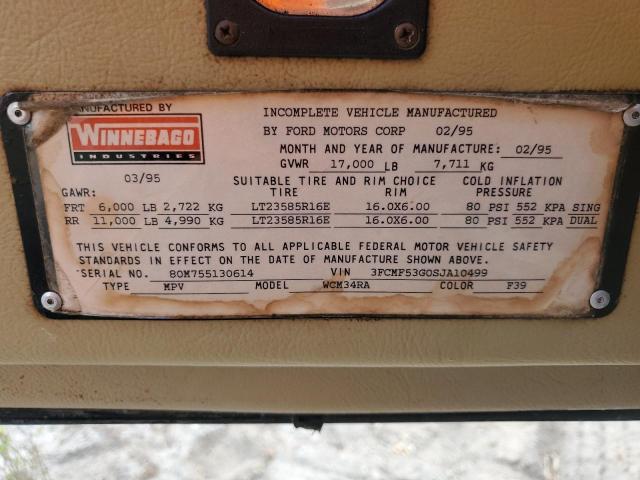 MANUFACTURED BY
WINNEBAGO
INDUSTRIES
INCOMPLETE VEHICLE MANUFACTURED
BY FORD MOTORS CORP 02/95
MONTH AND YEAR OF MANUFACTURE: 02/95
GVWR 17,000 LB 7,711 KG
03/95
SUITABLE TIRE AND RIM CHOICE COLD INFLATION
GAWR: TIRE RIM PRESSURE
FRT 6,000 LB 2,722 KG LT23585R16E 16.0X6.00 80 PSI 552 KPA SING
RR 11,000 LB 4,990 KG LT23585R16E 16.0X6.00 80 PSI 552 KPA DUAL
THIS VEHICLE CONFORMS TO ALL APPLICABLE FEDERAL MOTOR VEHICLE SAFETY
STANDARDS IN EFFECT ON THE DATE OF MANUFACTURE SHOWN ABOVE.
SERIAL NO. 80M755130614 VIN 3FCMF53G0SJA10499
TYPE MPV MODEL WCM34RA COLOR F39